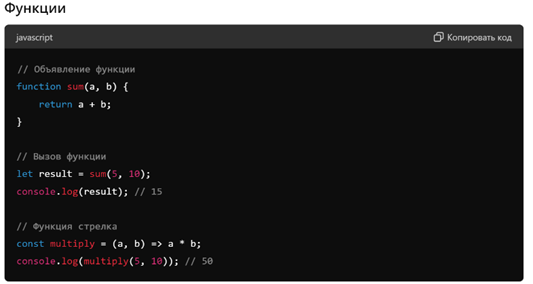 Функции
javascript
Копировать код
// Объявление функции
function sum(a, b) {
    return a + b;
}
// Вызов функции
let result = sum(5, 10);
console.log(result); // 15
// Функция стрелка
const multiply = (a, b) => a * b;
console.log(multiply(5, 10)); // 50